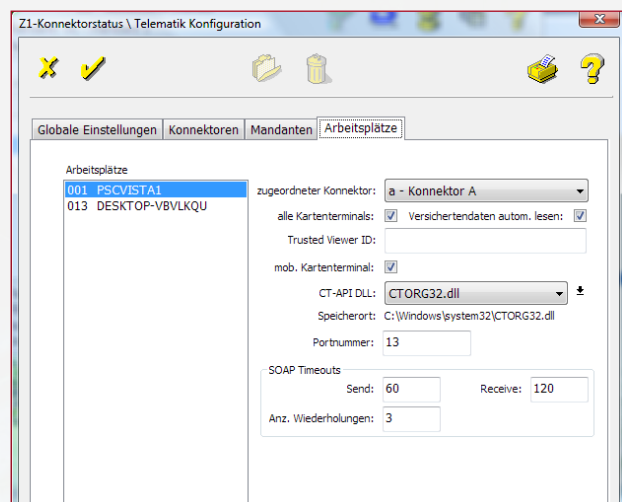 Z1-Konnektorstatus \ Telematik Konfiguration
Globale Einstellungen Konnektoren Mandanten Arbeitsplätze
Arbeitsplätze
001 PSCVISTA1
013 DESKTOP-VBVLKQU
zugeordneter Konnektor: a - Konnektor A
alle Kartenterminals: Versichertendaten autom. lesen:
Trusted Viewer ID:
mob. Kartenterminal:
CT-API DLL: CTORG32.dll
Speicherort: C:\Windows\system32\CTORG32.dll
Portnummer: 13
SOAP Timeouts
Send: 60 Receive: 120
Anz. Wiederholungen: 3